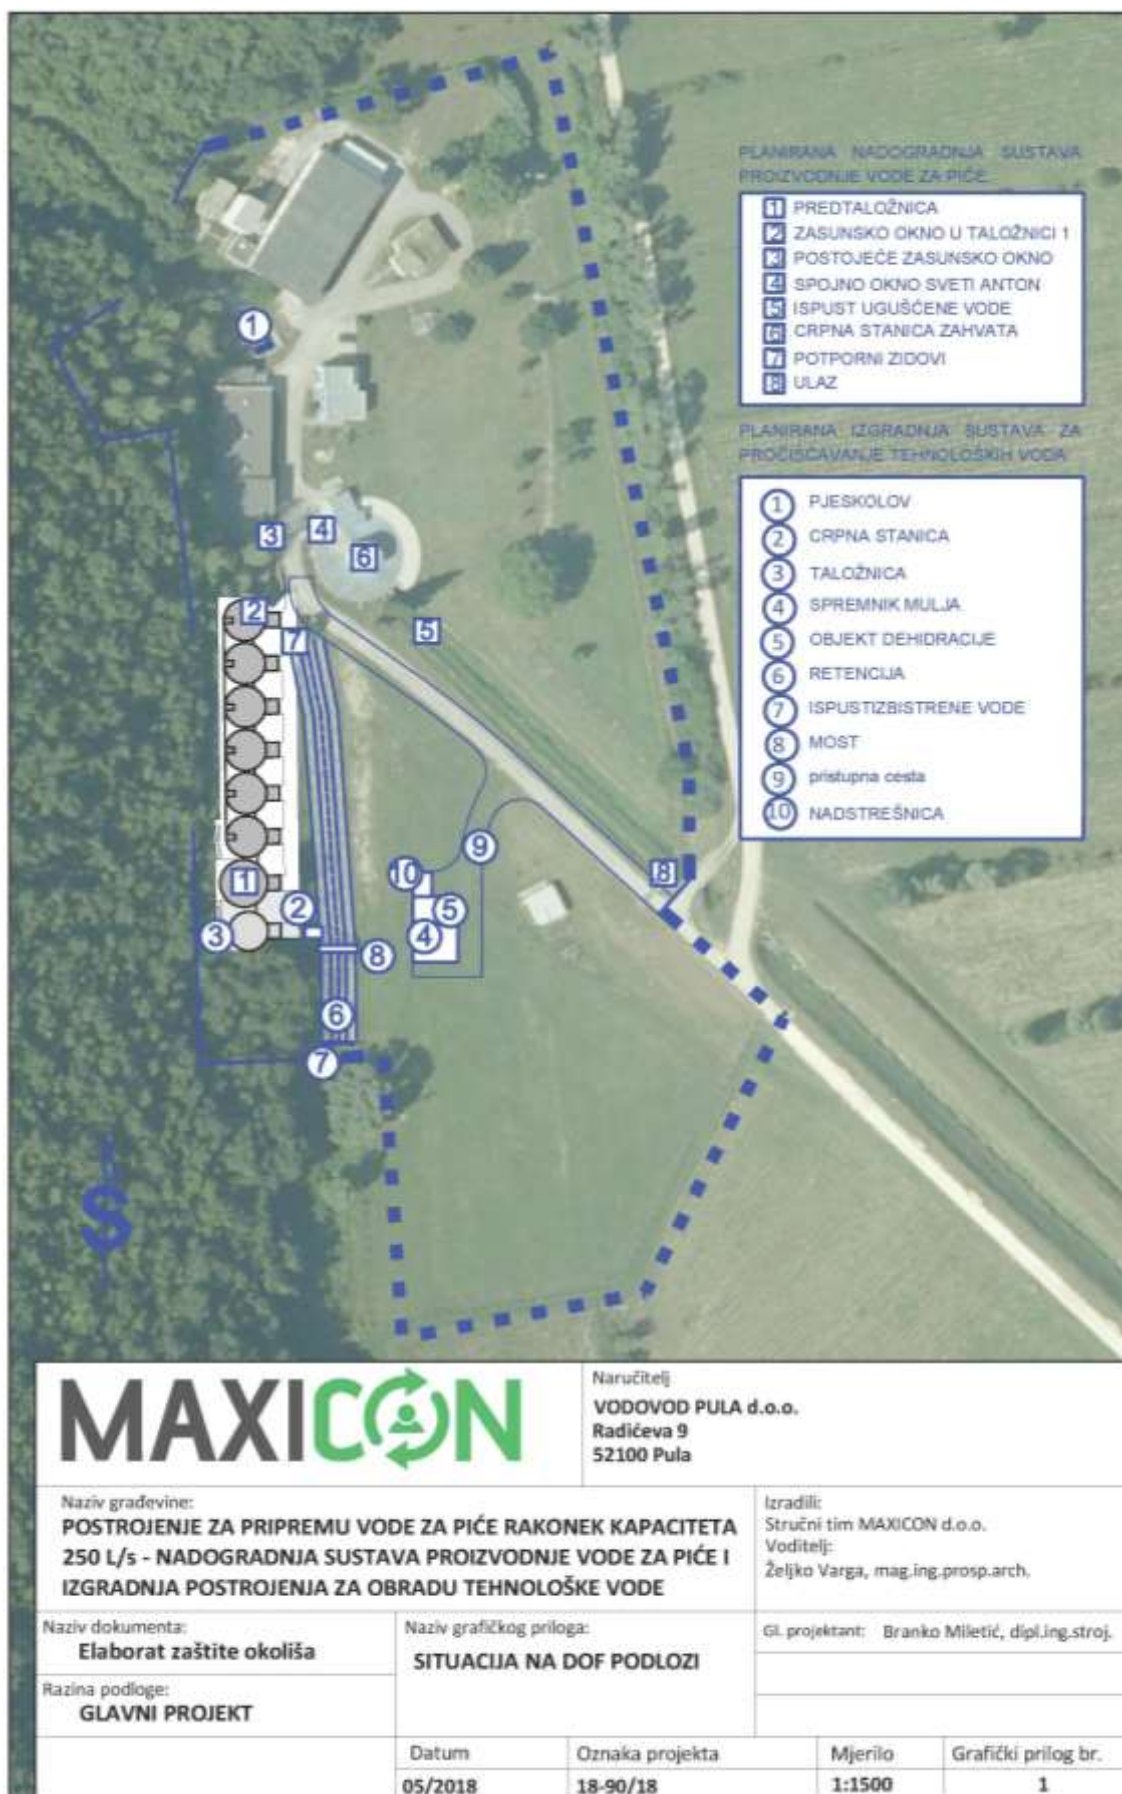 PLANIRANA NADOGRADNJA SUSTAVA
PROIZVODNJE VODE ZA PIĆE
1 PREDTALOŽNICA
2 ZASUNSKO OKNO U TALOŽNICI 1
3 POSTOJEĆE ZASUNSKO OKNO
4 SPOJNO OKNO SVETI ANTON
5 ISPUST UGUŠĆENE VODE
6 CRPNA STANICA ZAHVATA
7 POTPORNI ZIDOVI
8 ULAZ
PLANIRANA IZGRADNJA SUSTAVA ZA
PROČIŠĆAVANJE TEHNOLOŠKIH VODA
1 PJESKOLOV
2 CRPNA STANICA
3 TALOŽNICA
4 SPREMNIK MULJA
5 OBJEKT DEHIDRACIJE
6 RETENCIJA
7 ISPUSTIZBISTRENE VODE
8 MOST
9 pristupna cesta
10 NADSTREŠNICA
1
3
4
6
2
7
5
9
8
10
1
2
5
3
4
8
6
7
S
MAXICON
Naručitelj
VODOVOD PULA d.o.o.
Radićeva 9
52100 Pula
Naziv građevine:
POSTROJENJE ZA PRIPREMU VODE ZA PIĆE RAKONEK KAPACITETA
250 L/s - NADOGRADNJA SUSTAVA PROIZVODNJE VODE ZA PIĆE I
IZGRADNJA POSTROJENJA ZA OBRADU TEHNOLOŠKE VODE
Izradili:
Stručni tim MAXICON d.o.o.
Voditelj:
Željko Varga, mag.ing.prosp.arch.
Naziv dokumenta:
Elaborat zaštite okoliša
Naziv grafičkog priloga:
SITUACIJA NA DOF PODLOZI
Gl. projektant: Branko Miletić, dipl.ing.stroj.
Razina podloge:
GLAVNI PROJEKT
Datum
05/2018
Oznaka projekta
18-90/18
Mjerilo
1:1500
Grafički prilog br.
1